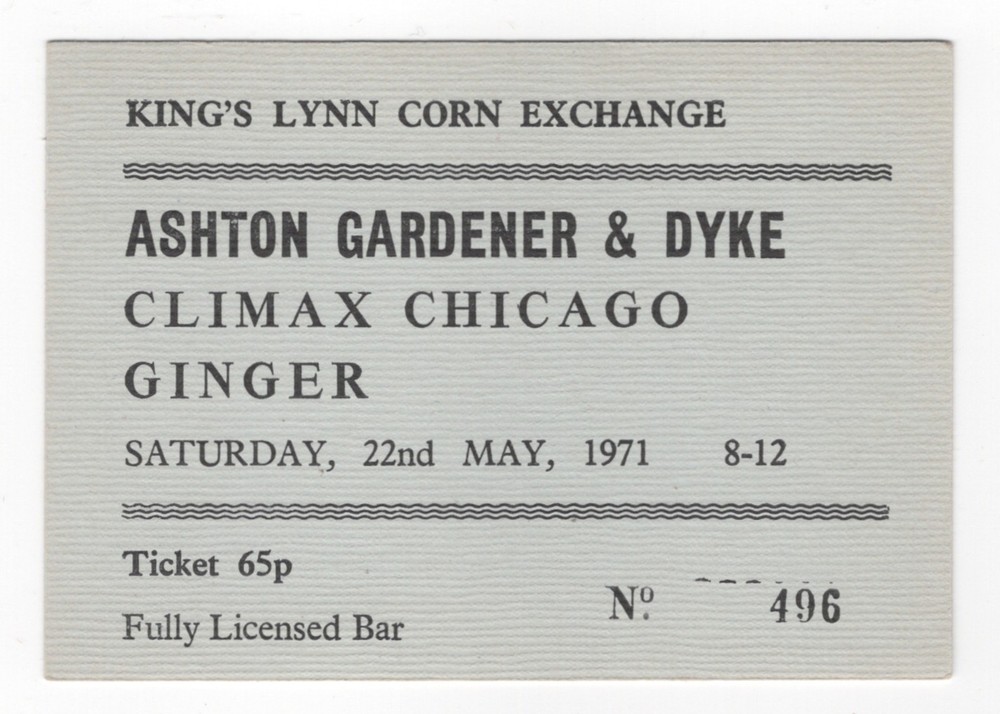 KING'S LYNN CORN EXCHANGE
ASHTON GARDENER & DYKE
CLIMAX CHICAGO
GINGER
SATURDAY, 22nd MAY, 1971 8-12
Ticket 65p
Nº 496
Fully Licensed Bar